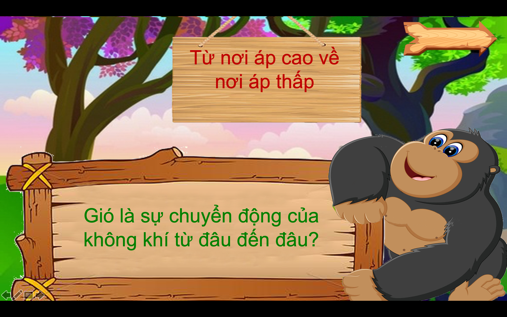 Từ nơi áp cao về
nơi áp thấp
Gió là sự chuyển động của
không khí từ đâu đến đâu?